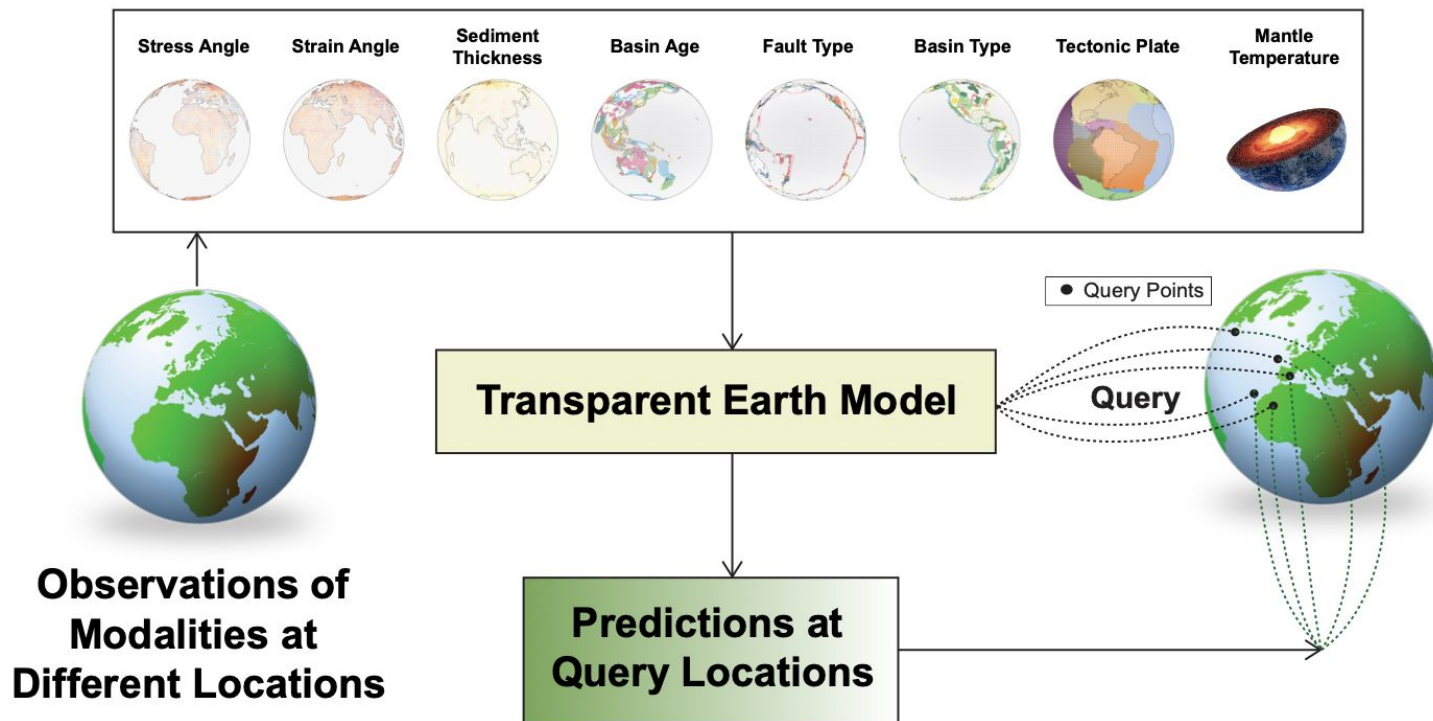 Stress Angle
Strain Angle
Sediment
Thickness
Basin Age
Fault Type
Basin Type
Tectonic Plate
Mantle
Temperature
Query Points
Transparent Earth Model
Query
Observations of
Modalities at
Different Locations
Predictions at
Query Locations